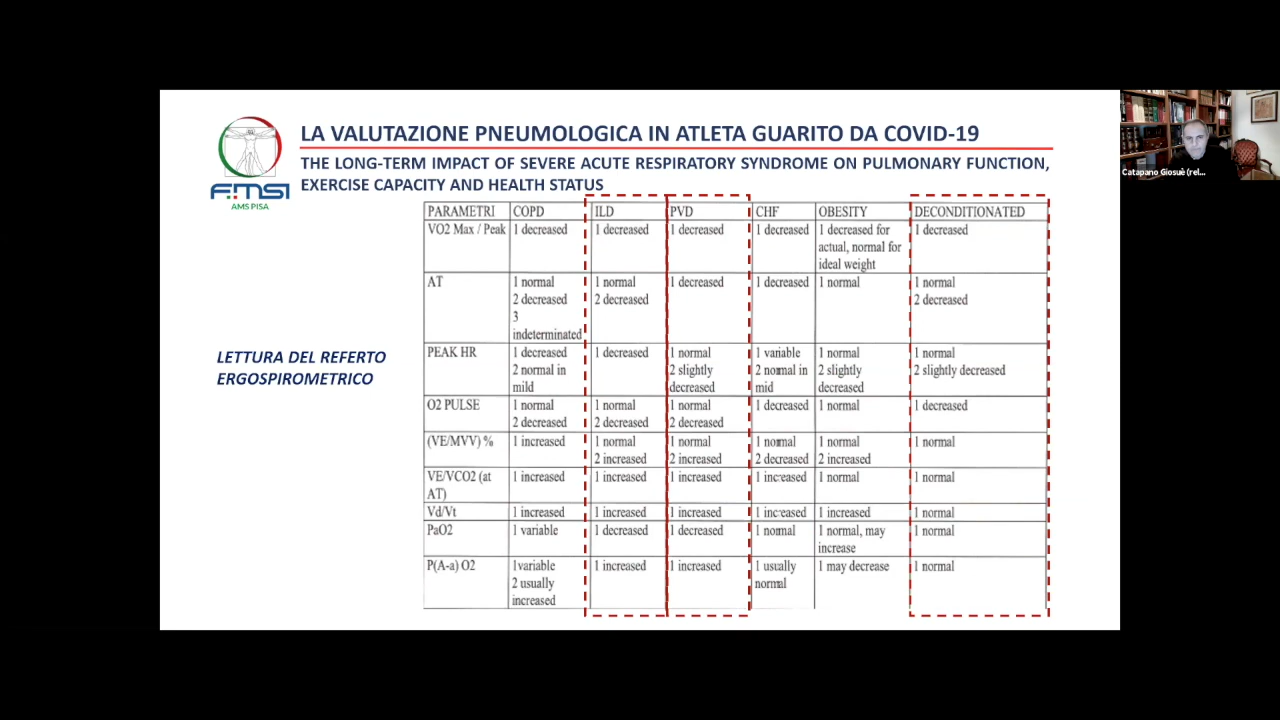 LA VALUTAZIONE PNEUMOLOGICA IN ATLETA GUARITO DA COVID-19
THE LONG-TERM IMPACT OF SEVERE ACUTE RESPIRATORY SYNDROME ON PULMONARY FUNCTION,
EXERCISE CAPACITY AND HEALTH STATUS
FMSI
AMS PISA
Catapano Giosuè (rel...
LETTURA DEL REFERTO
ERGOSPIROMETRICO
PARAMETRI COPD ILD PVD CHF OBESITY DECONDITIONATED
VO2 Max / Peak 1 decreased 1 decreased 1 decreased 1 decreased 1 decreased for 1 decreased
actual, normal for
ideal weight
AT 1 normal 1 normal 1 decreased 1 decreased 1 normal 1 normal
2 decreased 2 decreased 2 decreased
3
indeterminated
PEAK HR 1 decreased 1 decreased 1 normal 1 variable 1 normal 1 normal
2 normal in 2 slightly 2 normal in 2 slightly 2 slightly decreased
mild decreased mid decreased
O2 PULSE 1 normal 1 normal 1 normal 1 decreased 1 normal 1 decreased
2 decreased 2 decreased 2 decreased
(VE/MVV) % 1 increased 1 normal 1 normal 1 normal 1 normal 1 normal
2 increased 2 increased 2 decreased 2 increased
VE/VCO2 (at 1 increased 1 increased 1 increased 1 increased 1 normal 1 normal
AT)
Vd/Vt 1 increased 1 increased 1 increased 1 increased 1 increased 1 normal
PaO2 1 variable 1 decreased 1 decreased 1 normal 1 normal, may 1 normal
increase
P(A-a) O2 1variable 1 increased 1 increased 1 usually 1 may decrease 1 normal
2 usually normal
increased